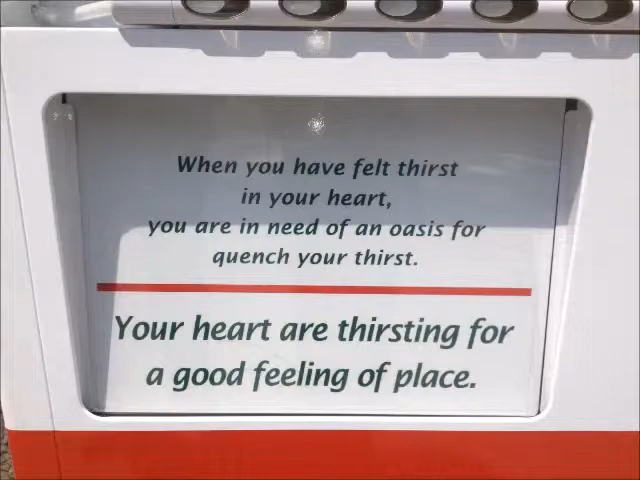 When you have felt thirst
in your heart,
you are in need of an oasis for
quench your thirst.
Your heart are thirsting for
a good feeling of place.